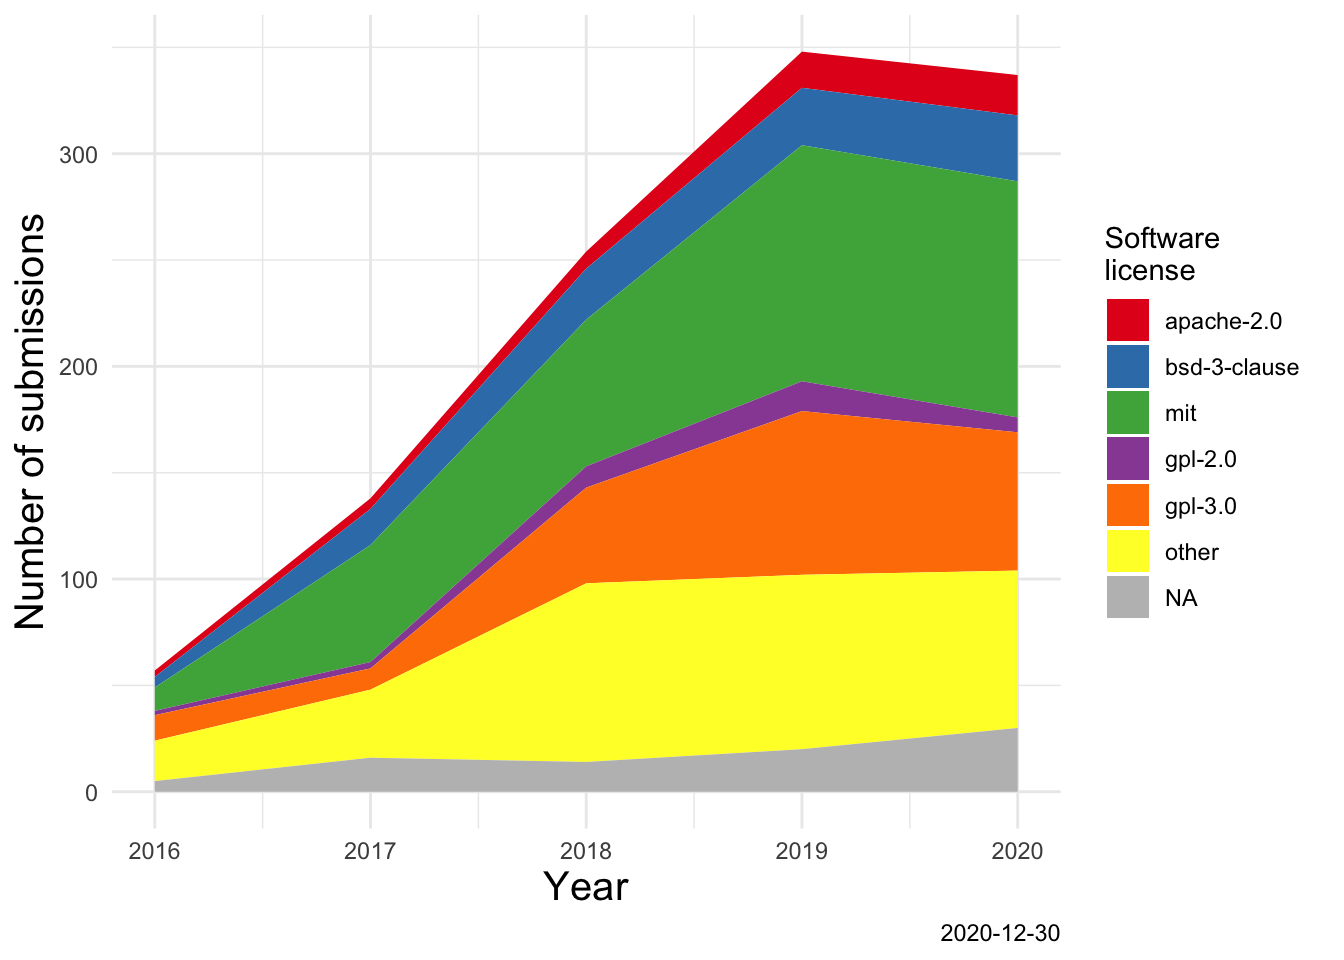 300
200
100
0
Number of submissions
2016 2017 2018 2019 2020
Year
Software
license
apache-2.0
bsd-3-clause
mit
gpl-2.0
gpl-3.0
other
NA
2020-12-30